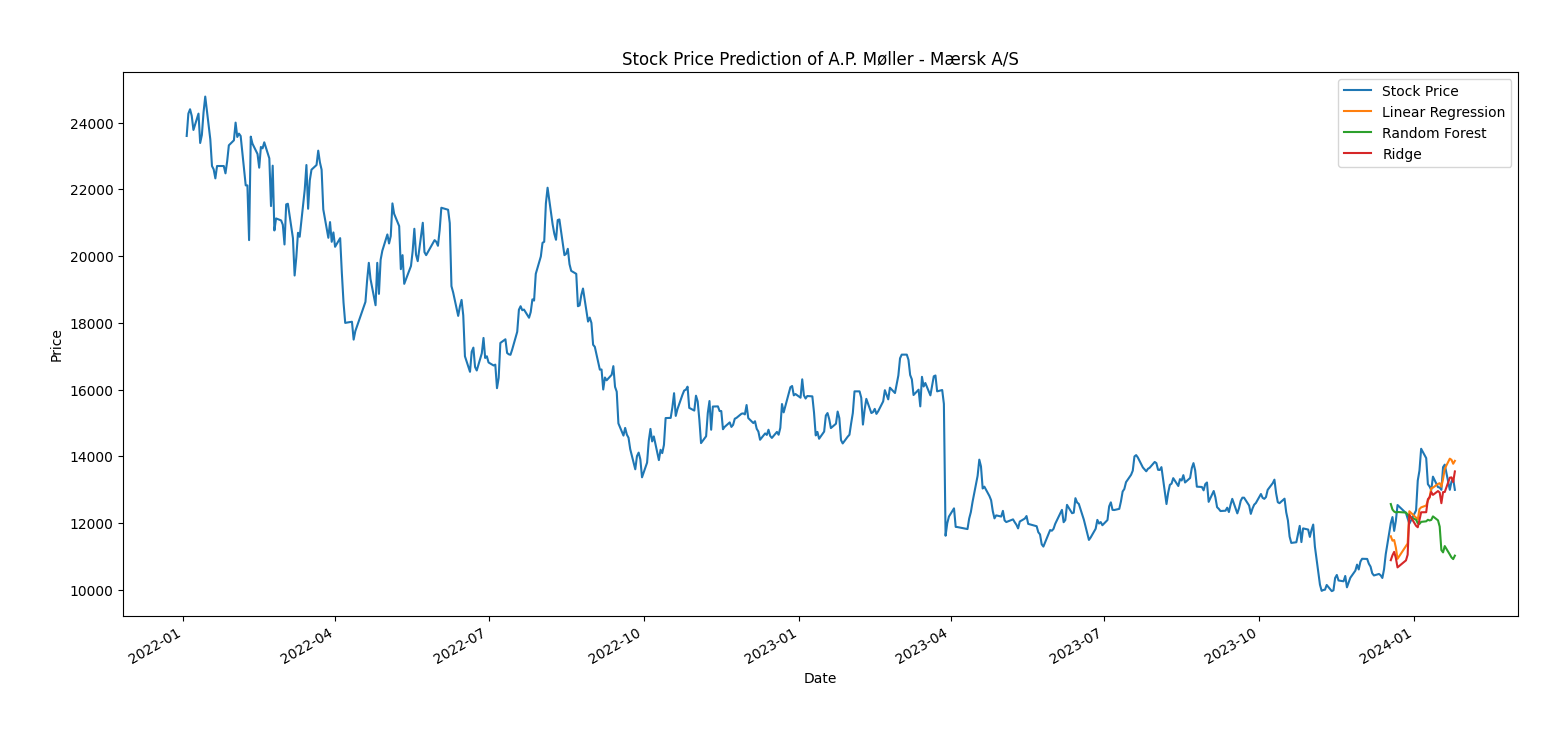 Stock Price Prediction of A.P. Møller - Mærsk A/S
Stock Price
Linear Regression
Random Forest
Ridge
Price
24000
22000
20000
18000
16000
14000
12000
10000
2022-01
2022-04
2022-07
2022-10
2023-01
2023-04
2023-07
2023-10
2024-01
Date